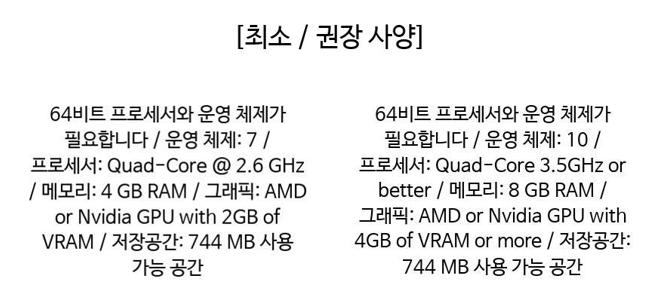 [최소 / 권장 사양]
64비트 프로세서와 운영 체제가
필요합니다 / 운영 체제: 7 /
프로세서: Quad-Core @ 2.6 GHz
/ 메모리: 4 GB RAM / 그래픽: AMD
or Nvidia GPU with 2GB of
VRAM / 저장공간: 744 MB 사용
가능 공간
64비트 프로세서와 운영 체제가
필요합니다 / 운영 체제: 10 /
프로세서: Quad-Core 3.5GHz or
better / 메모리: 8 GB RAM /
그래픽: AMD or Nvidia GPU with
4GB of VRAM or more / 저장공간:
744 MB 사용 가능 공간